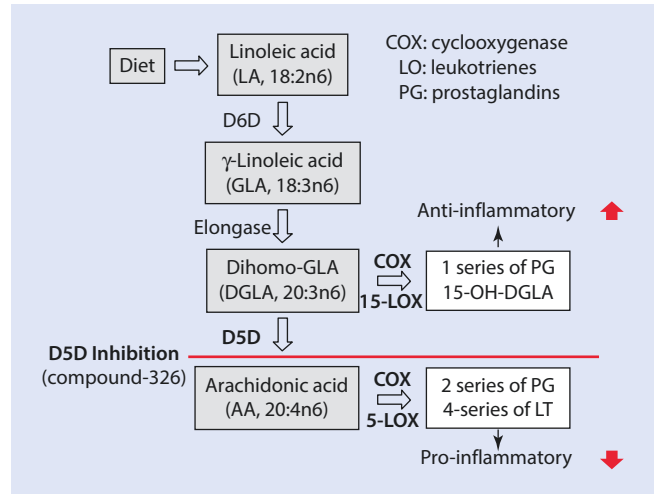 Diet
Linoleic acid
(LA, 18:2n6)
COX: cyclooxygenase
LO: leukotrienes
PG: prostaglandins
D6D
γ-Linoleic acid
(GLA, 18:3n6)
Elongase
Anti-inflammatory
Dihomo-GLA
(DGLA, 20:3n6)
COX
15-LOX
1 series of PG
15-OH-DGLA
D5D
D5D Inhibition
(compound-326)
Arachidonic acid
(AA, 20:4n6)
COX
5-LOX
2 series of PG
4-series of LT
Pro-inflammatory